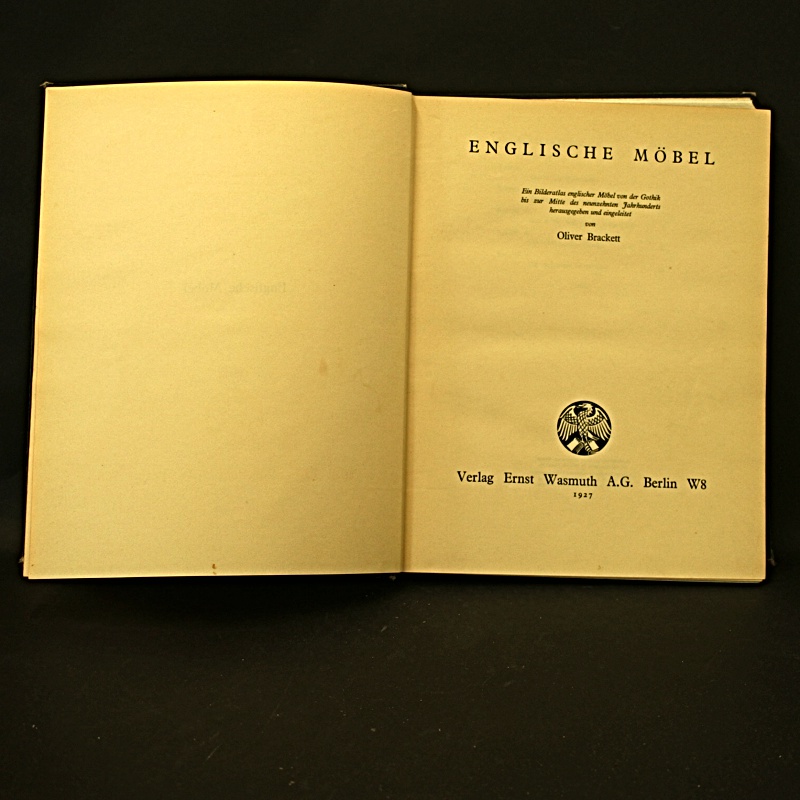 ENGLISCHE MÖBEL
Ein Bilderatlas englischer Möbel von der Gothik
bis zur Mitte des neunzehnten Jahrhunderts
herausgegeben und eingeleitet
von
Oliver Brackett
Verlag Ernst Wasmuth A.G. Berlin W8
1927